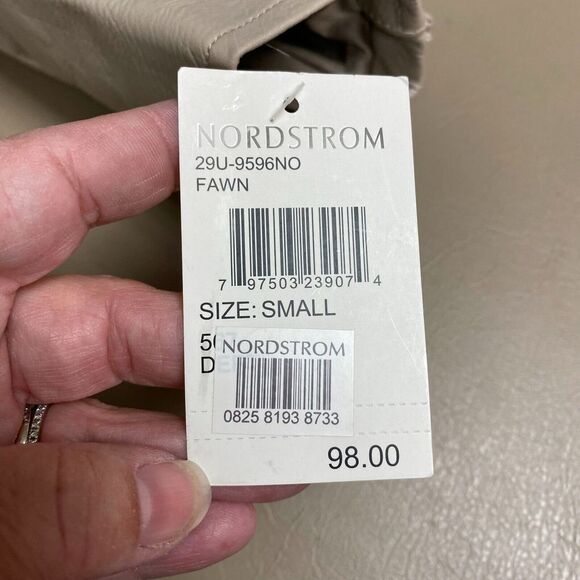 NORDSTROM
29U-9596NO
FAWN
7 97503 23907 4
SIZE: SMALL
NORDSTROM
0825 8193 8733
98.00